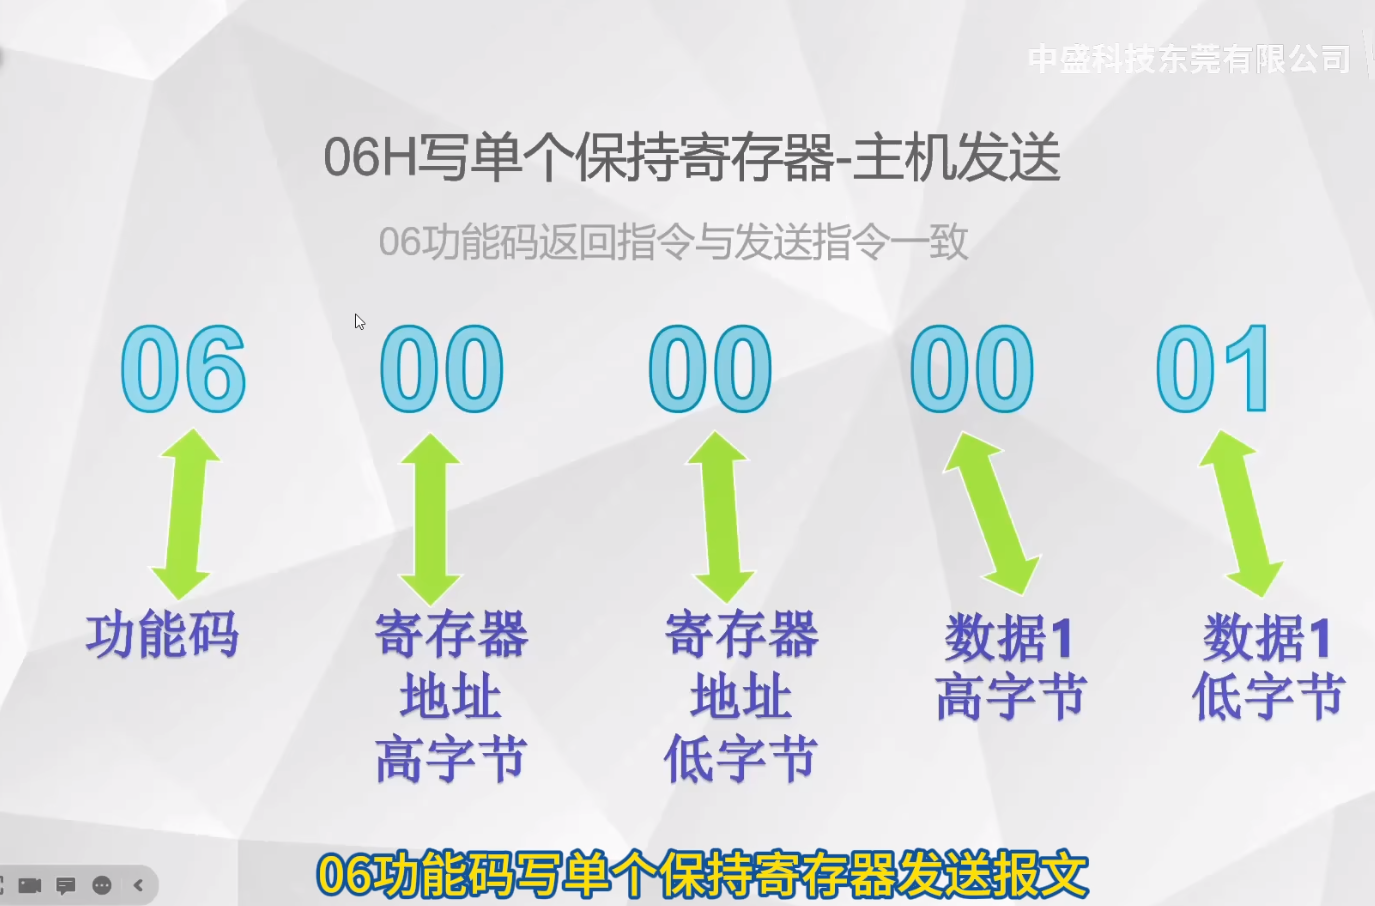 中盛科技东莞有限公司
06H写单个保持寄存器-主机发送
06功能码返回指令与发送指令一致
06 00 00 00 01
功能码
寄存器
地址
高字节
寄存器
地址
低字节
数据1
高字节
数据1
低字节
06功能码写单个保持寄存器发送报文